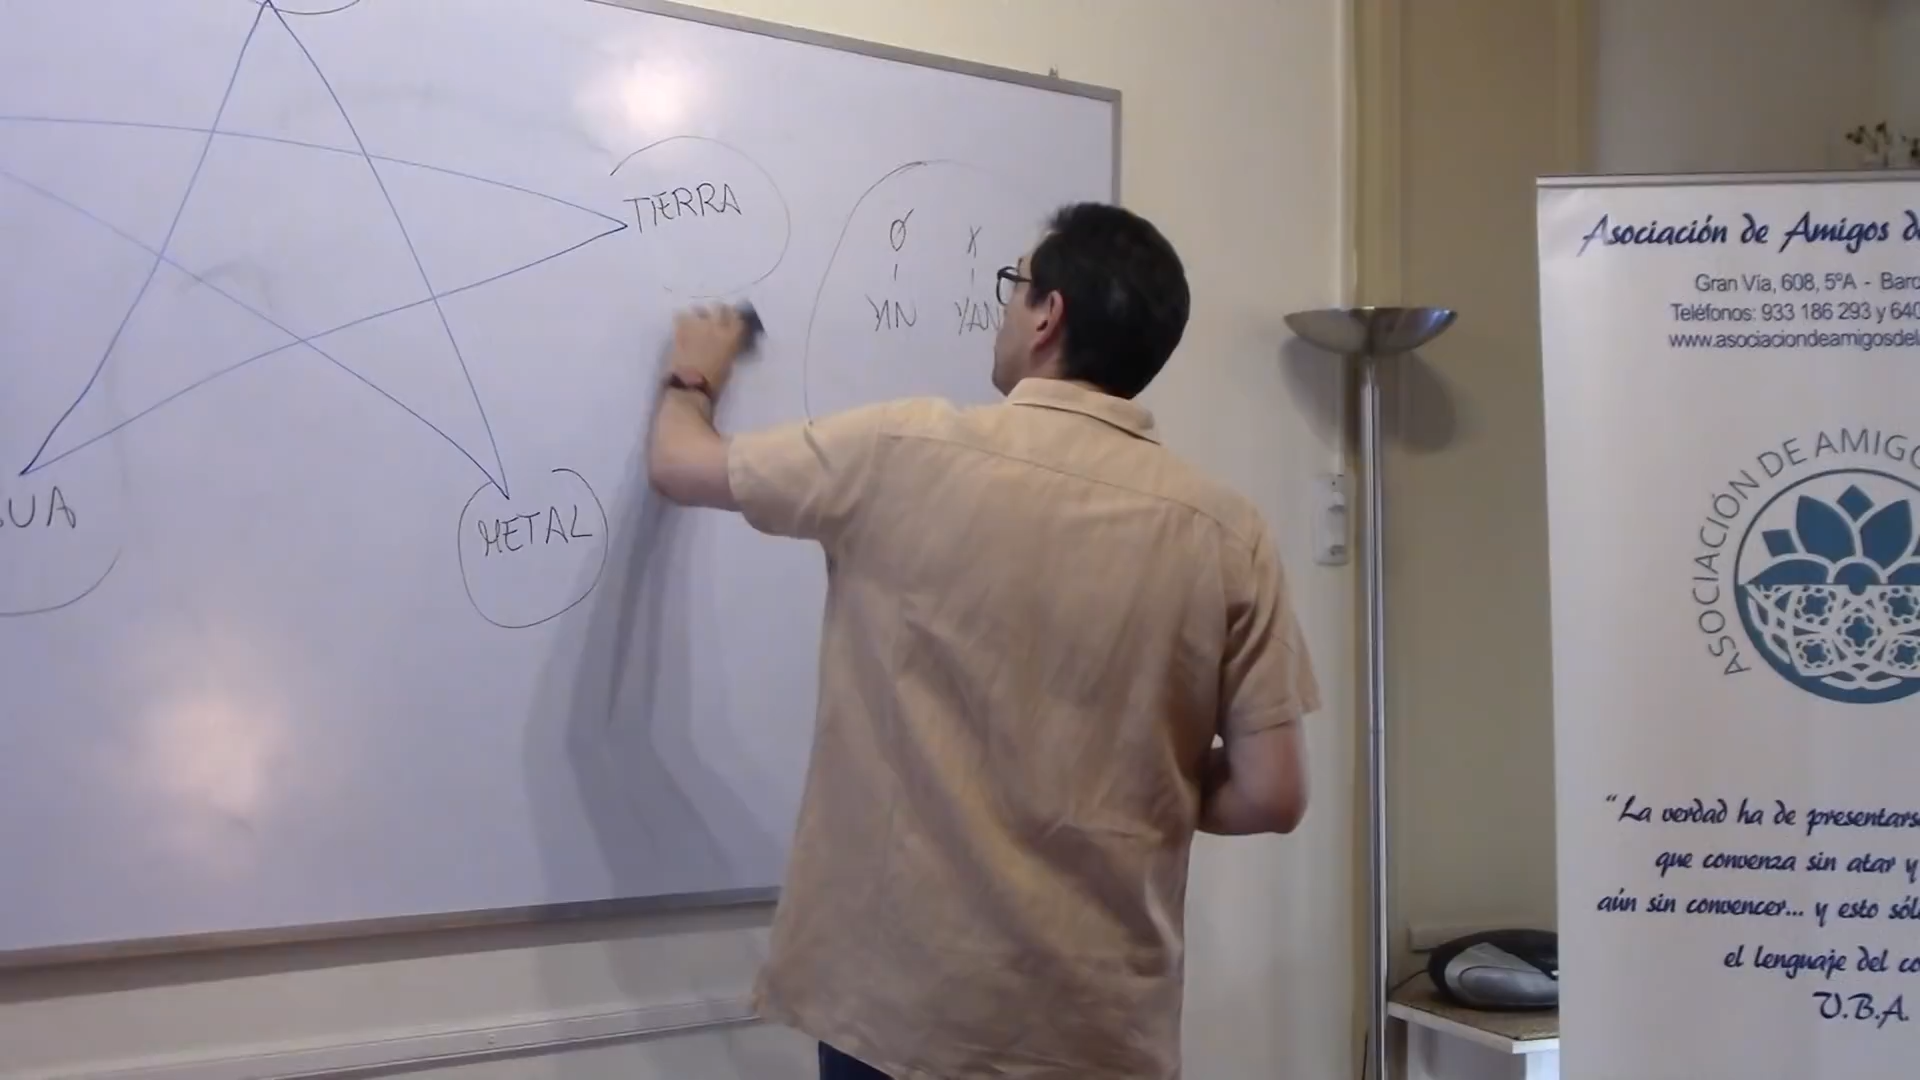 TIERRA
Ø X
YIN YAN
UA
METAL
Asociación de Amigos d
Gran Vía, 608, 5ºA - Barc
Teléfonos: 933 186 293 y 640
www.asociaciondeamigosdel
ASOCIACIÓN DE AMIGO
“La verdad ha de presentars
que convenza sin atar y
aún sin convencer... y esto sól
el lenguaje del co
V.B.A.